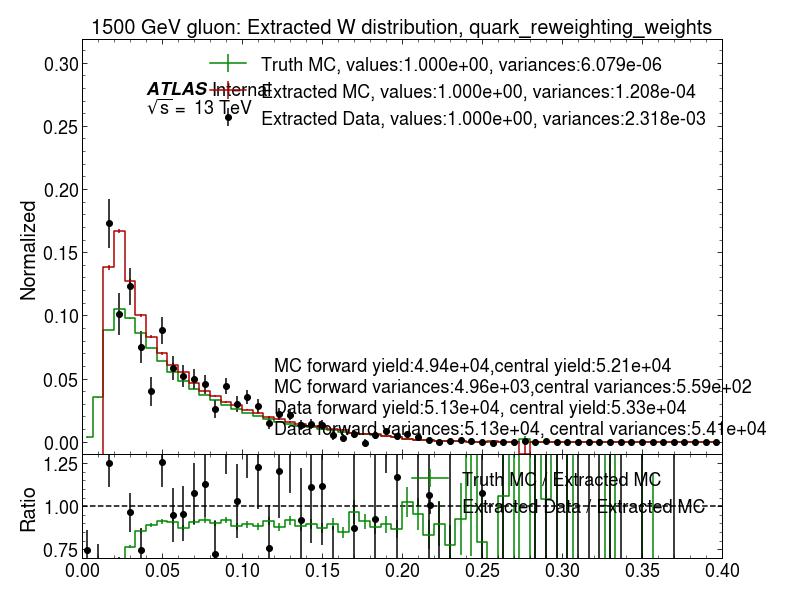 1500 GeV gluon: Extracted W distribution, quark_reweighting_weights
Truth MC, values:1.000e+00, variances:6.079e-06
ATLAS Internal
Extracted MC, values:1.000e+00, variances:1.208e-04
√s = 13 TeV
Extracted Data, values:1.000e+00, variances:2.318e-03
Normalized
0.30
0.25
0.20
0.15
0.10
0.05
0.00
MC forward yield:4.94e+04,central yield:5.21e+04
MC forward variances:4.96e+03,central variances:5.59e+02
Data forward yield:5.13e+04, central yield:5.33e+04
Data forward variances:5.13e+04, central variances:5.41e+04
Ratio
1.25
1.00
0.75
Truth MC / Extracted MC
Extracted Data / Extracted MC
0.00 0.05 0.10 0.15 0.20 0.25 0.30 0.35 0.40